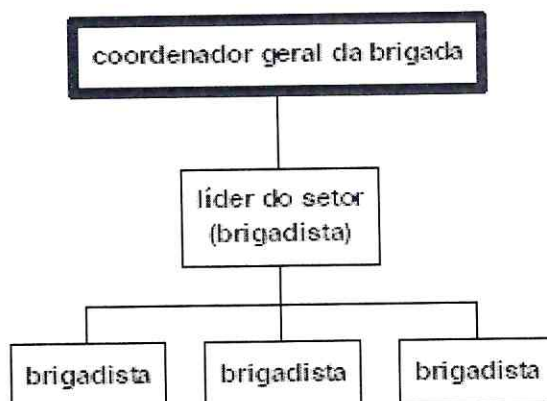 coordenador geral da brigada
líder do setor
(brigadista)
brigadista
brigadista
brigadista